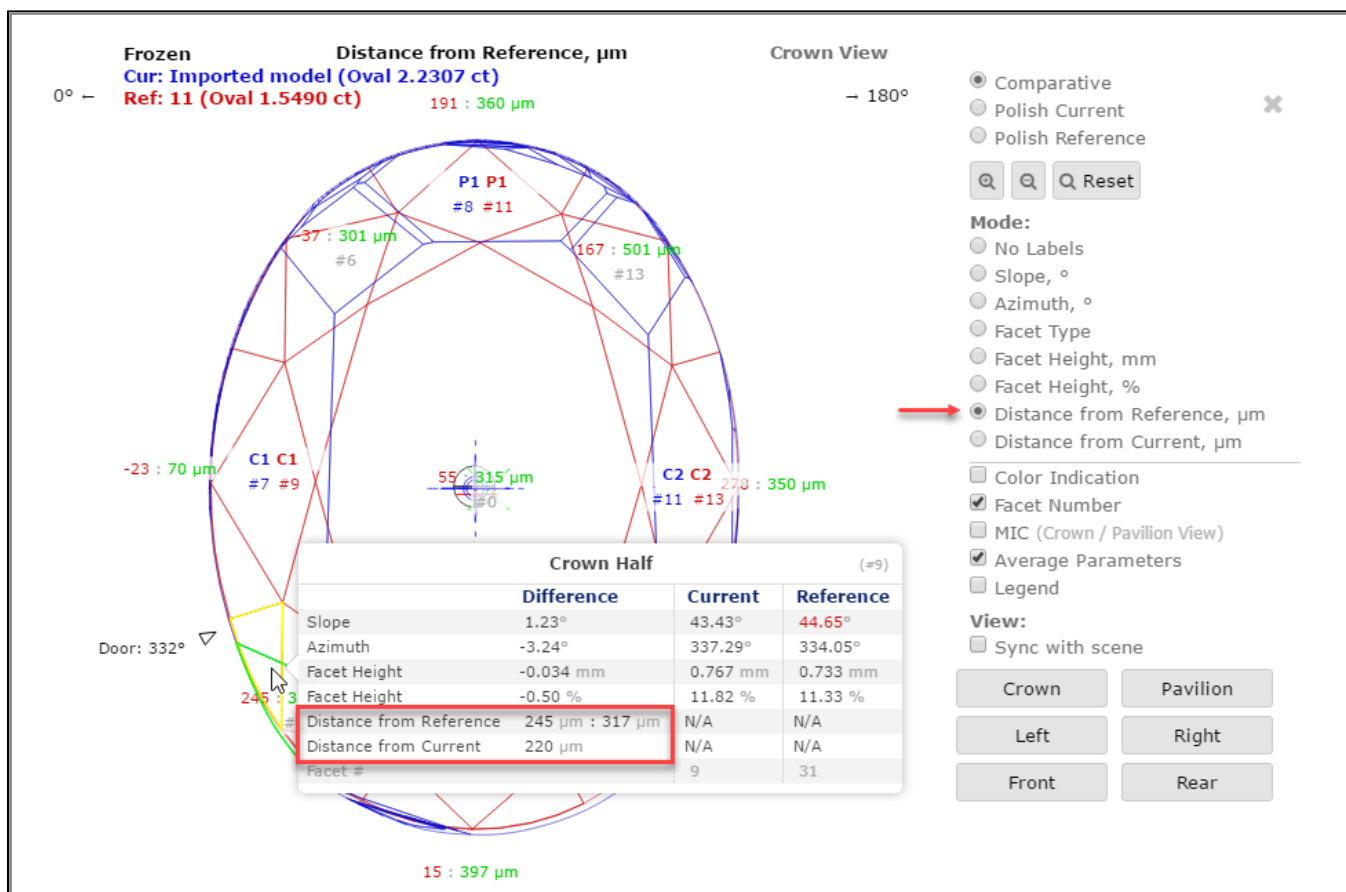 Frozen
Distance from Reference, µm
Crown View
Cur: Imported model (Oval 2.2307 ct)
Ref: 11 (Oval 1.5490 ct)
0° ←
→ 180°
191 : 360 µm
P1 P1
#8 #11
-37 : 301 µm
#6
167 : 501 µm
#13
-23 : 70 µm
C1 C1
#7 #9
55 : 315 µm
#0
C2 C2
#11 #13
278 : 350 µm
Door: 332°
245 : 3
#
15 : 397 µm
Crown Half (#9)
Difference Current Reference
Slope 1.23° 43.43° 44.65°
Azimuth -3.24° 337.29° 334.05°
Facet Height -0.034 mm 0.767 mm 0.733 mm
Facet Height -0.50 % 11.82 % 11.33 %
Distance from Reference 245 µm : 317 µm N/A N/A
Distance from Current 220 µm N/A N/A
Facet # 9 31
Comparative
Polish Current
Polish Reference
Reset
Mode:
No Labels
Slope, °
Azimuth, °
Facet Type
Facet Height, mm
Facet Height, %
Distance from Reference, µm
Distance from Current, µm
Color Indication
Facet Number
MIC (Crown / Pavilion View)
Average Parameters
Legend
View:
Sync with scene
Crown Pavilion
Left Right
Front Rear